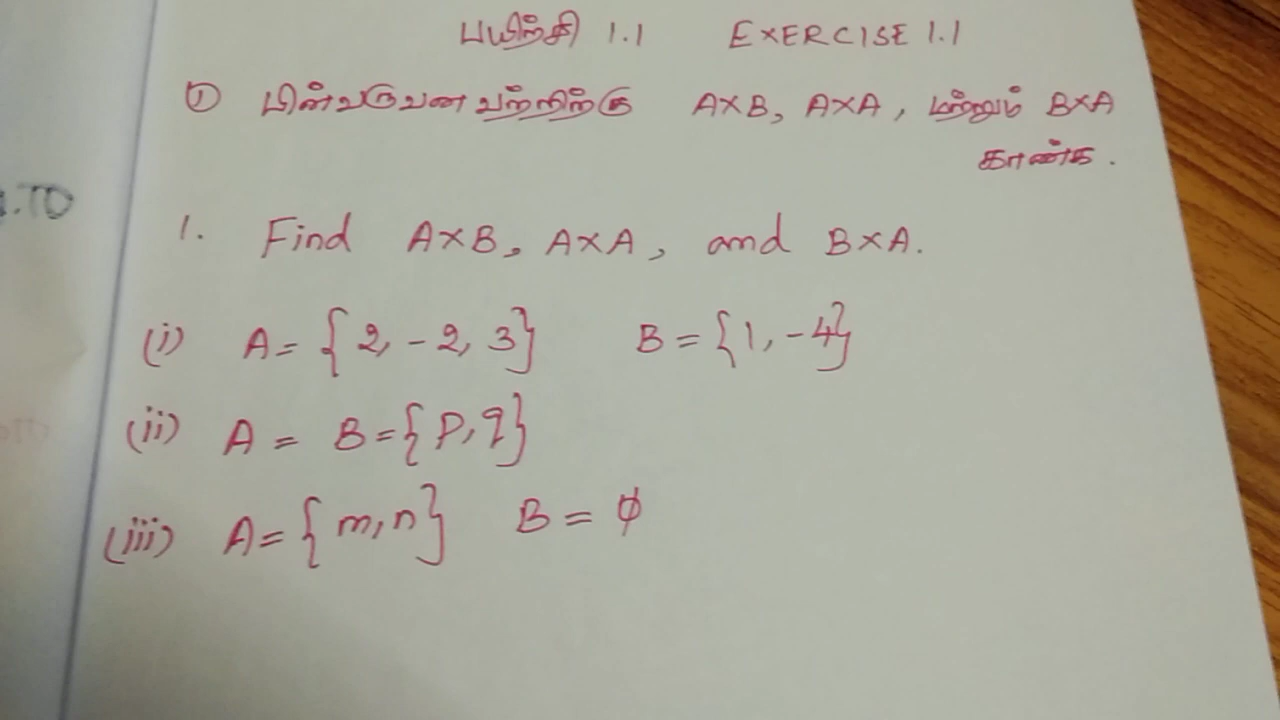 பயிற்சி 1.1 EXERCISE 1.1
① பின்வருவனவற்றிற்கு A×B, A×A, மற்றும் B×A
காண்க.
1. Find A×B, A×A, and B×A.
(i) A = {2, -2, 3} B = {1, -4}
(ii) A = B = {p, q}
(iii) A = {m, n} B = ϕ